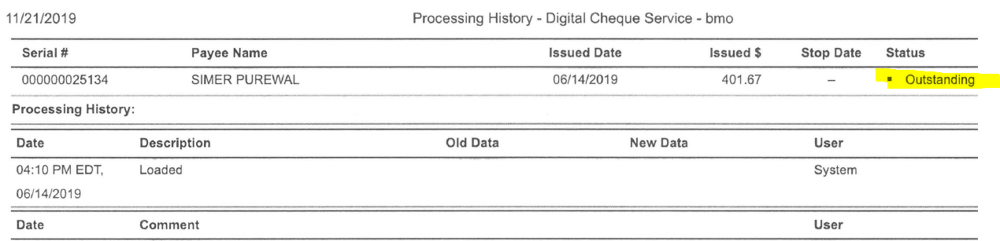 11/21/2019 Processing History - Digital Cheque Service - bmo
Serial # Payee Name Issued Date Issued $ Stop Date Status
000000025134 SIMER PUREWAL 06/14/2019 401.67 – ▪ Outstanding
Processing History:
Date Description Old Data New Data User
04:10 PM EDT, Loaded System
06/14/2019
Date Comment User